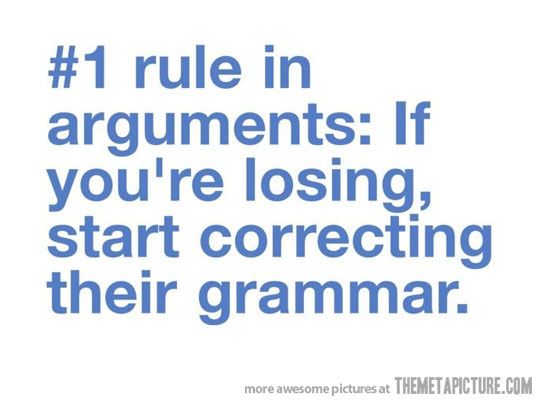 #1 rule in
arguments: If
you're losing,
start correcting
their grammar.
more awesome pictures at THEMETAPICTURE.COM